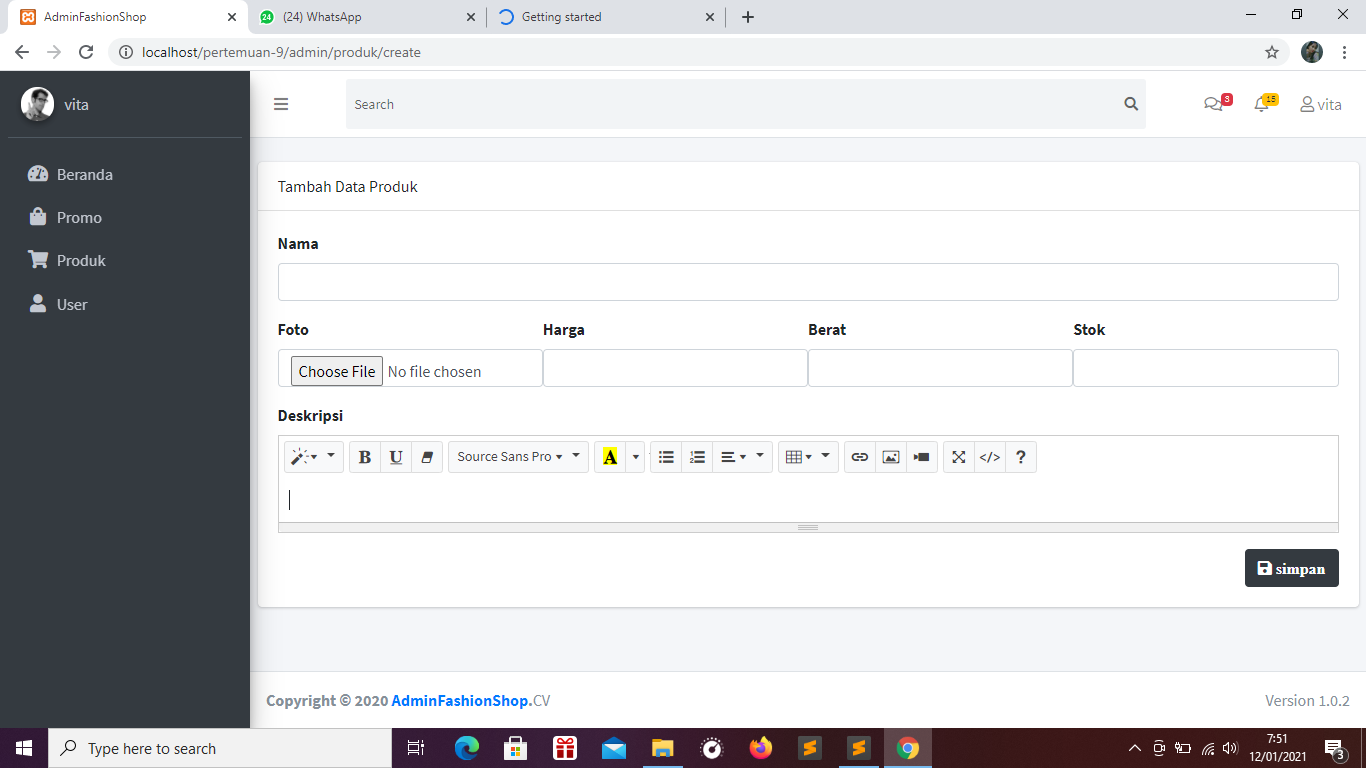 AdminFashionShop
24
(24) WhatsApp
Getting started
localhost/pertemuan-9/admin/produk/create
vita
Search
3
15
vita
Beranda
Promo
Produk
User
Tambah Data Produk
Nama
Foto Harga Berat Stok
Choose File No file chosen
Deskripsi
B U Source Sans Pro A </> ?
simpan
Copyright © 2020 AdminFashionShop.CV
Version 1.0.2
Type here to search
7:51
12/01/2021
3